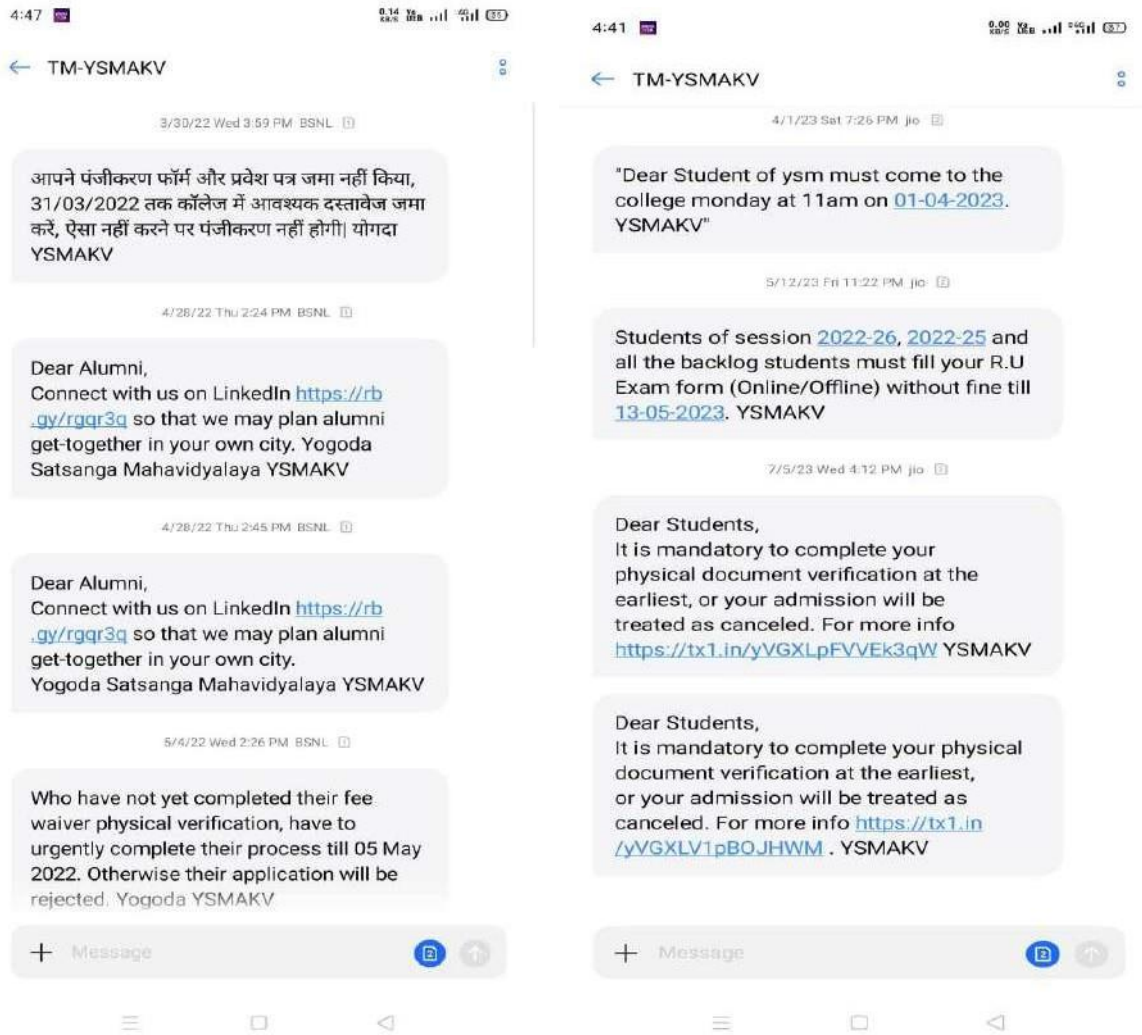 4:47
0.14 KB/S
TM-YSMAKV
3/30/22 Wed 3:59 PM BSNL 1
आपने पंजीकरण फॉर्म और प्रवेश पत्र जमा नहीं किया,
31/03/2022 तक कॉलेज में आवश्यक दस्तावेज जमा
करें, ऐसा नहीं करने पर पंजीकरण नहीं होगी| योगदा
YSMAKV
4/28/22 Thu 2:24 PM BSNL 1
Dear Alumni,
Connect with us on LinkedIn https://rb
.gy/rgqr3q so that we may plan alumni
get-together in your own city. Yogoda
Satsanga Mahavidyalaya YSMAKV
4/28/22 Thu 2:45 PM BSNL 1
Dear Alumni,
Connect with us on LinkedIn https://rb
.gy/rgqr3q so that we may plan alumni
get-together in your own city.
Yogoda Satsanga Mahavidyalaya YSMAKV
5/4/22 Wed 2:26 PM BSNL 1
Who have not yet completed their fee
waiver physical verification, have to
urgently complete their process till 05 May
2022. Otherwise their application will be
rejected. Yogoda YSMAKV
Message
2
4:41
0.00 KB/S
TM-YSMAKV
4/1/23 Sat 7:26 PM jio 2
"Dear Student of ysm must come to the
college monday at 11am on 01-04-2023.
YSMAKV"
5/12/23 Fri 11:22 PM jio 2
Students of session 2022-26, 2022-25 and
all the backlog students must fill your R.U
Exam form (Online/Offline) without fine till
13-05-2023. YSMAKV
7/5/23 Wed 4:12 PM jio
Dear Students,
It is mandatory to complete your
physical document verification at the
earliest, or your admission will be
treated as canceled. For more info
https://tx1.in/yVGXLpFVVEk3qW YSMAKV
Dear Students,
It is mandatory to complete your physical
document verification at the earliest,
or your admission will be treated as
canceled. For more info https://tx1.in
/yVGXLV1pBOJHWM . YSMAKV
Message
2